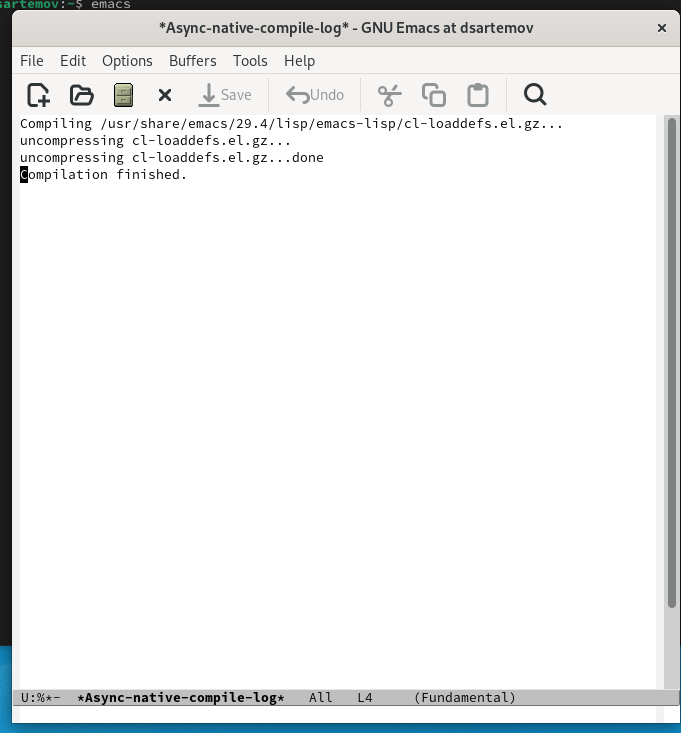 sartemov:~$ emacs
*Async-native-compile-log* - GNU Emacs at dsartemov
File Edit Options Buffers Tools Help
Save Undo
Compiling /usr/share/emacs/29.4/lisp/emacs-lisp/cl-loaddefs.el.gz...
uncompressing cl-loaddefs.el.gz...
uncompressing cl-loaddefs.el.gz...done
Compilation finished.
U:%*- *Async-native-compile-log* All L4 (Fundamental)